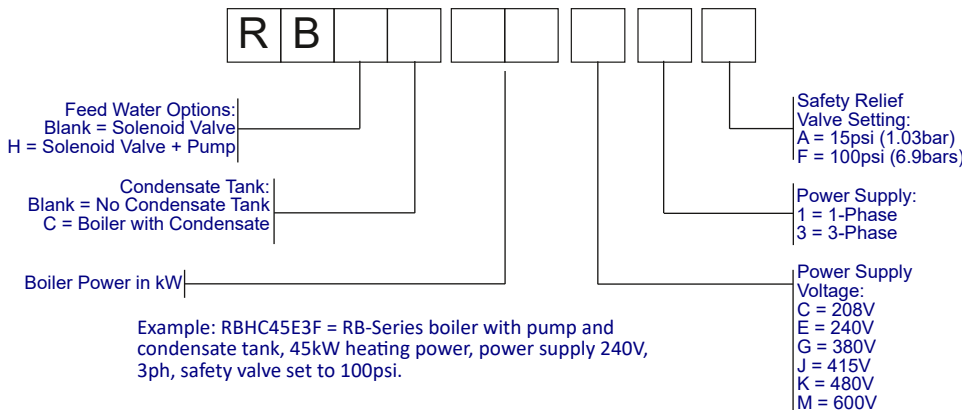 R B
Feed Water Options:
Blank = Solenoid Valve
H = Solenoid Valve + Pump
Condensate Tank:
Blank = No Condensate Tank
C = Boiler with Condensate
Boiler Power in kW
Safety Relief
Valve Setting:
A = 15psi (1.03bar)
F = 100psi (6.9bars)
Power Supply:
1 = 1-Phase
3 = 3-Phase
Power Supply
Voltage:
C = 208V
E = 240V
G = 380V
J = 415V
K = 480V
M = 600V
Example: RBHC45E3F = RB-Series boiler with pump and
condensate tank, 45kW heating power, power supply 240V,
3ph, safety valve set to 100psi.